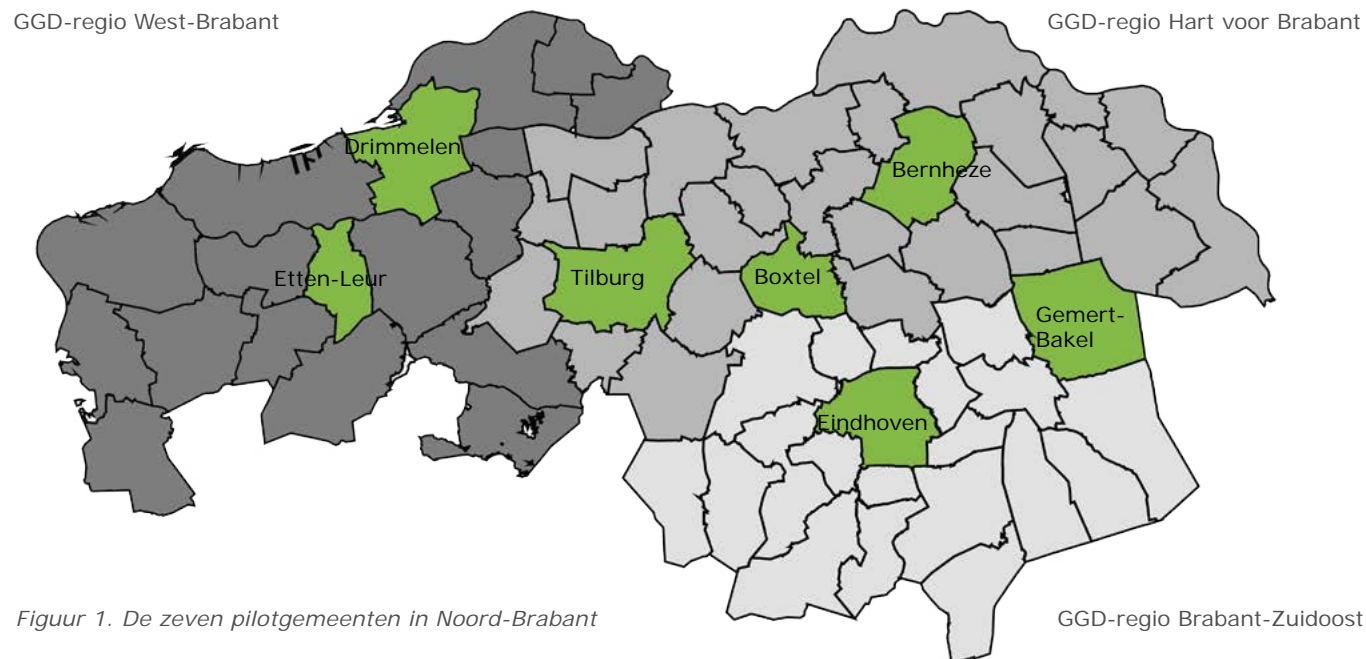 GGD-regio West-Brabant
GGD-regio Hart voor Brabant
Drimmelen
Bernheze
Etten-Leur
Tilburg
Boxtel
Gemert-
Bakel
Eindhoven
Figuur 1. De zeven pilotgemeenten in Noord-Brabant
GGD-regio Brabant-Zuidoost